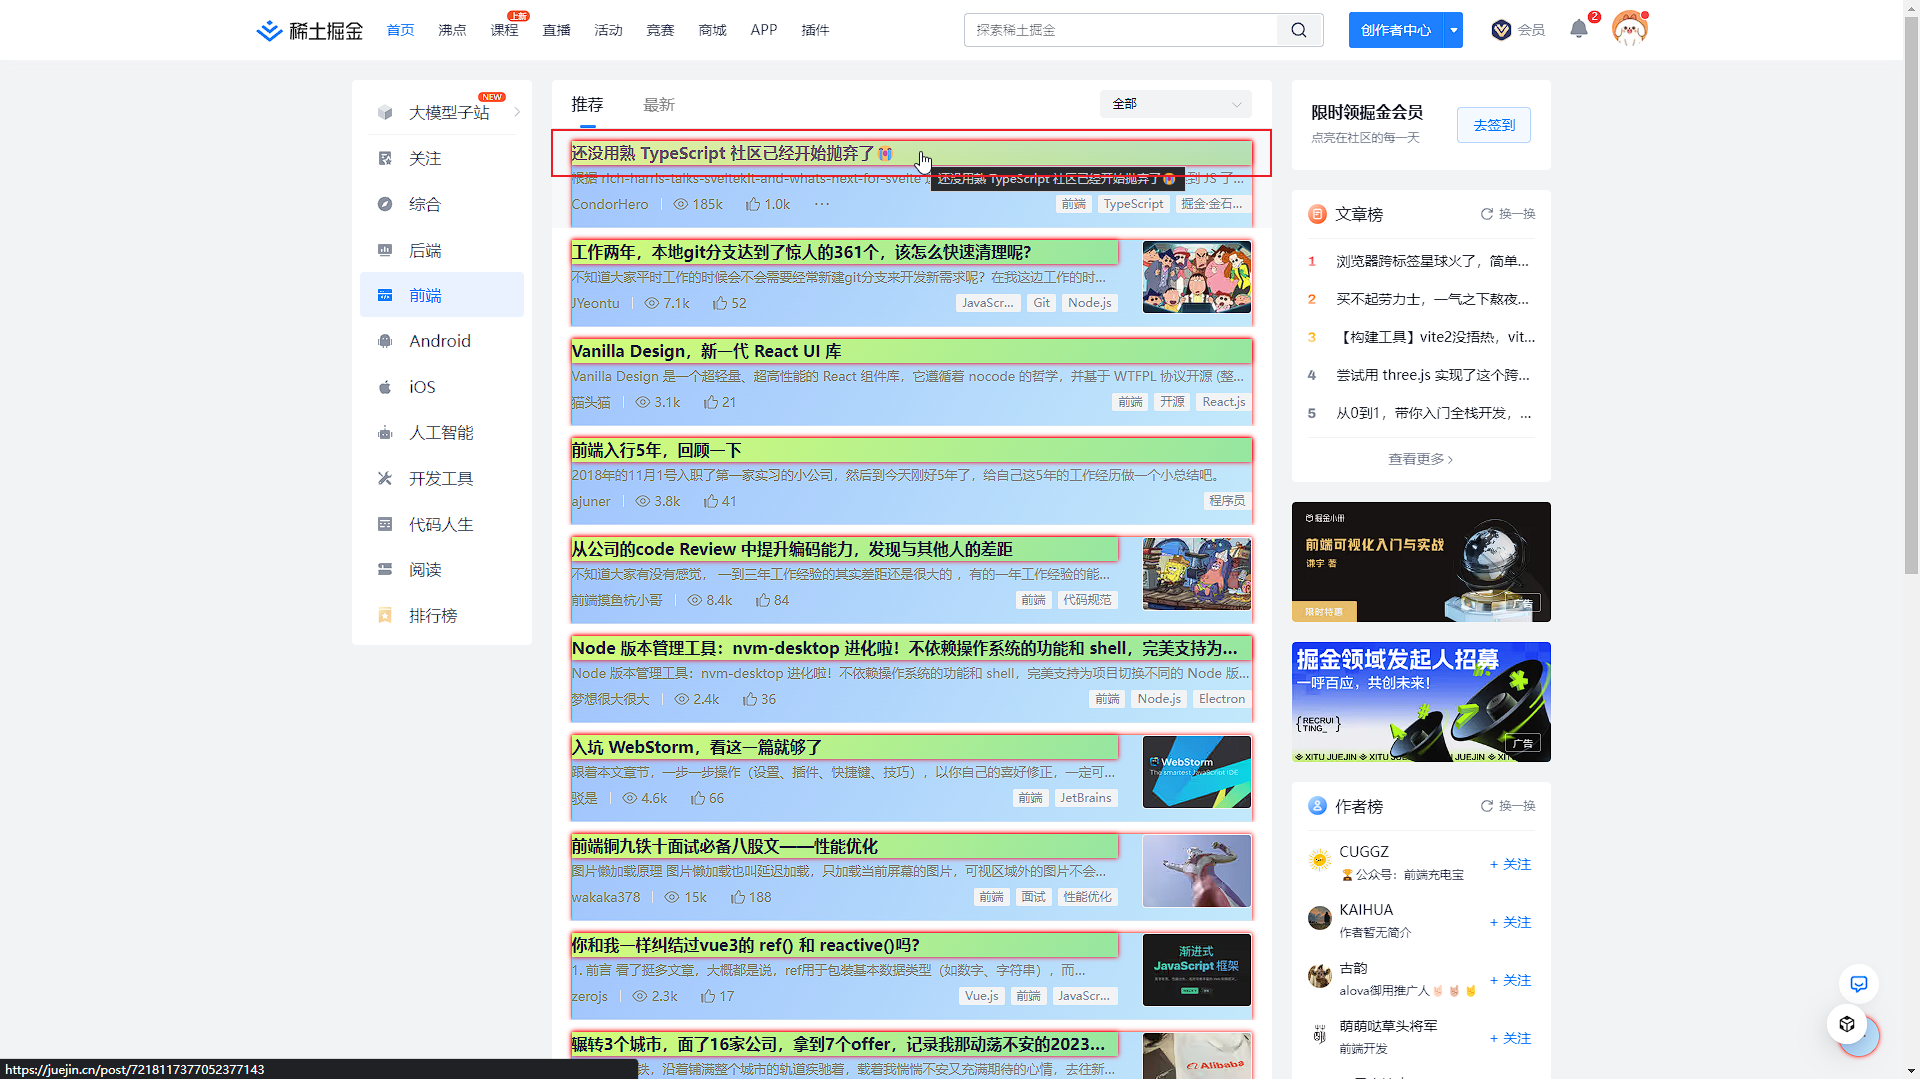 稀土掘金
首页
沸点
课程
上新
直播
活动
竞赛
商城
APP
插件
探索稀土掘金
创作者中心
会员
2
大模型子站
NEW
关注
综合
后端
前端
Android
iOS
人工智能
开发工具
代码人生
阅读
排行榜
推荐
最新
全部
还没用熟 TypeScript 社区已经开始抛弃了😭
根据 rich-harris-talks-sveltekit-and-whats-next-for-svelte
到 JS 了...
还没用熟 TypeScript 社区已经开始抛弃了😭
CondorHero
185k
1.0k
...
前端
TypeScript
掘金·金石...
工作两年，本地git分支达到了惊人的361个，该怎么快速清理呢？
不知道大家平时工作的时候会不会需要经常新建git分支来开发新需求呢？在我这边工作的时...
JYeontu
7.1k
52
JavaScr...
Git
Node.js
Vanilla Design，新一代 React UI 库
Vanilla Design 是一个超轻量、超高性能的 React 组件库，它遵循着 nocode 的哲学，并基于 WTFPL 协议开源 (整...
猫头猫
3.1k
21
前端
开源
React.js
前端入行5年，回顾一下
2018年的11月1号入职了第一家实习的小公司，然后到今天刚好5年了，给自己这5年的工作经历做一个小总结吧。
ajuner
3.8k
41
程序员
从公司的code Review 中提升编码能力，发现与其他人的差距
不知道大家有没有感觉， 一到三年工作经验的其实差距还是很大的 ，有的一年工作经验的能...
前端摸鱼杭小哥
8.4k
84
前端
代码规范
Node 版本管理工具：nvm-desktop 进化啦！不依赖操作系统的功能和 shell，完美支持为...
Node 版本管理工具：nvm-desktop 进化啦！不依赖操作系统的功能和 shell，完美支持为项目切换不同的 Node 版...
梦想很大很大
2.4k
36
前端
Node.js
Electron
入坑 WebStorm，看这一篇就够了
跟着本文章节，一步一步操作（设置、插件、快捷键、技巧），以你自己的喜好修正，一定可...
驳是
4.6k
66
前端
JetBrains
WebStorm
The smartest JavaScript IDE
前端铜九铁十面试必备八股文——性能优化
图片懒加载原理 图片懒加载也叫延迟加载，只加载当前屏幕的图片，可视区域外的图片不会...
wakaka378
15k
188
前端
面试
性能优化
你和我一样纠结过vue3的 ref() 和 reactive()吗？
1. 前言 看了挺多文章，大概都是说，ref用于包装基本数据类型（如数字、字符串），而...
zerojs
2.3k
17
Vue.js
前端
JavaScr...
渐进式
JavaScript 框架
辗转3个城市，面了16家公司，拿到7个offer，记录我那动荡不安的2023...
铁，沿着铺满整个城市的轨道疾驰着，载着我惴惴不安又充满期待的心情，去往新...
Alibaba
限时领掘金会员
点亮在社区的每一天
去签到
文章榜
换一换
1 浏览器跨标签星球火了，简单...
2 买不起劳力士，一气之下熬夜...
3 【构建工具】vite2没捂热，vit...
4 尝试用 three.js 实现了这个跨...
5 从0到1，带你入门全栈开发，...
查看更多
掘金小册
前端可视化入门与实战
谦宇 著
限时特惠
广告
掘金领域发起人招募
一呼百应，共创未来！
{RECRUI
TING_ }
广告
XITU JUEJIN
XITU JUEJIN
JUEJIN
XITU
作者榜
换一换
CUGGZ
🏆公众号：前端充电宝
+ 关注
KAIHUA
作者暂无简介
+ 关注
古韵
alova御用推广人
+ 关注
萌萌哒草头将军
前端开发
+ 关注
https://juejin.cn/post/7218117377052377143